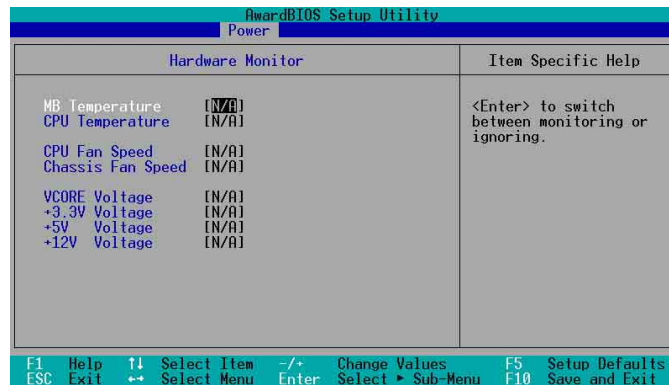 AwardBIOS Setup Utility
Power
Hardware Monitor
Item Specific Help
MB Temperature [N/A]
CPU Temperature [N/A]
CPU Fan Speed [N/A]
Chassis Fan Speed [N/A]
VCORE Voltage [N/A]
+3.3V Voltage [N/A]
+5V Voltage [N/A]
+12V Voltage [N/A]
<Enter> to switch
between monitoring or
ignoring.
F1 Help ↑↓ Select Item -/+ Change Values F5 Setup Defaults
ESC Exit ←→ Select Menu Enter Select ► Sub-Menu F10 Save and Exit